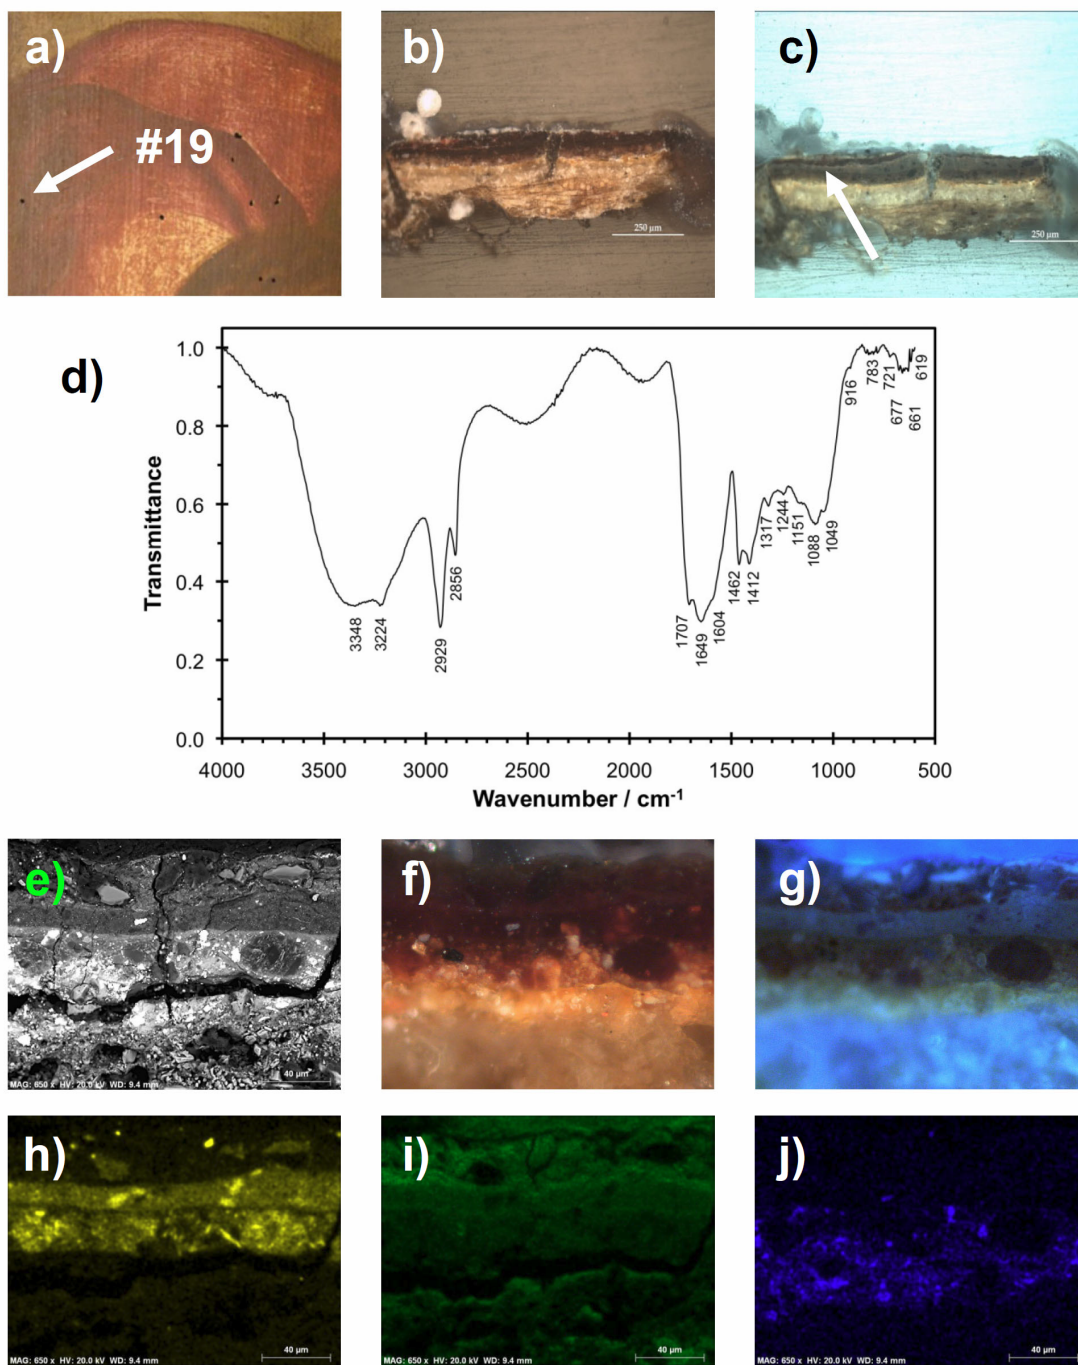 a)
#19
b)
250 µm
c)
250 µm
d)
Transmittance
1.0
0.8
0.6
0.4
0.2
0.0
3348
3224
2929
2856
1707
1649
1604
1462
1412
1317
1244
1151
1088
1049
916
783
721
677
661
619
4000
3500
3000
2500
2000
1500
1000
500
Wavenumber / cm-1
e)
40 µm
MAG: 650 x HV: 20.0 kV WD: 9.4 mm
f)
g)
h)
40 µm
MAG: 650 x HV: 20.0 kV WD: 9.4 mm
i)
40 µm
MAG: 650 x HV: 20.0 kV WD: 9.4 mm
j)
40 µm
MAG: 650 x HV: 20.0 kV WD: 9.4 mm